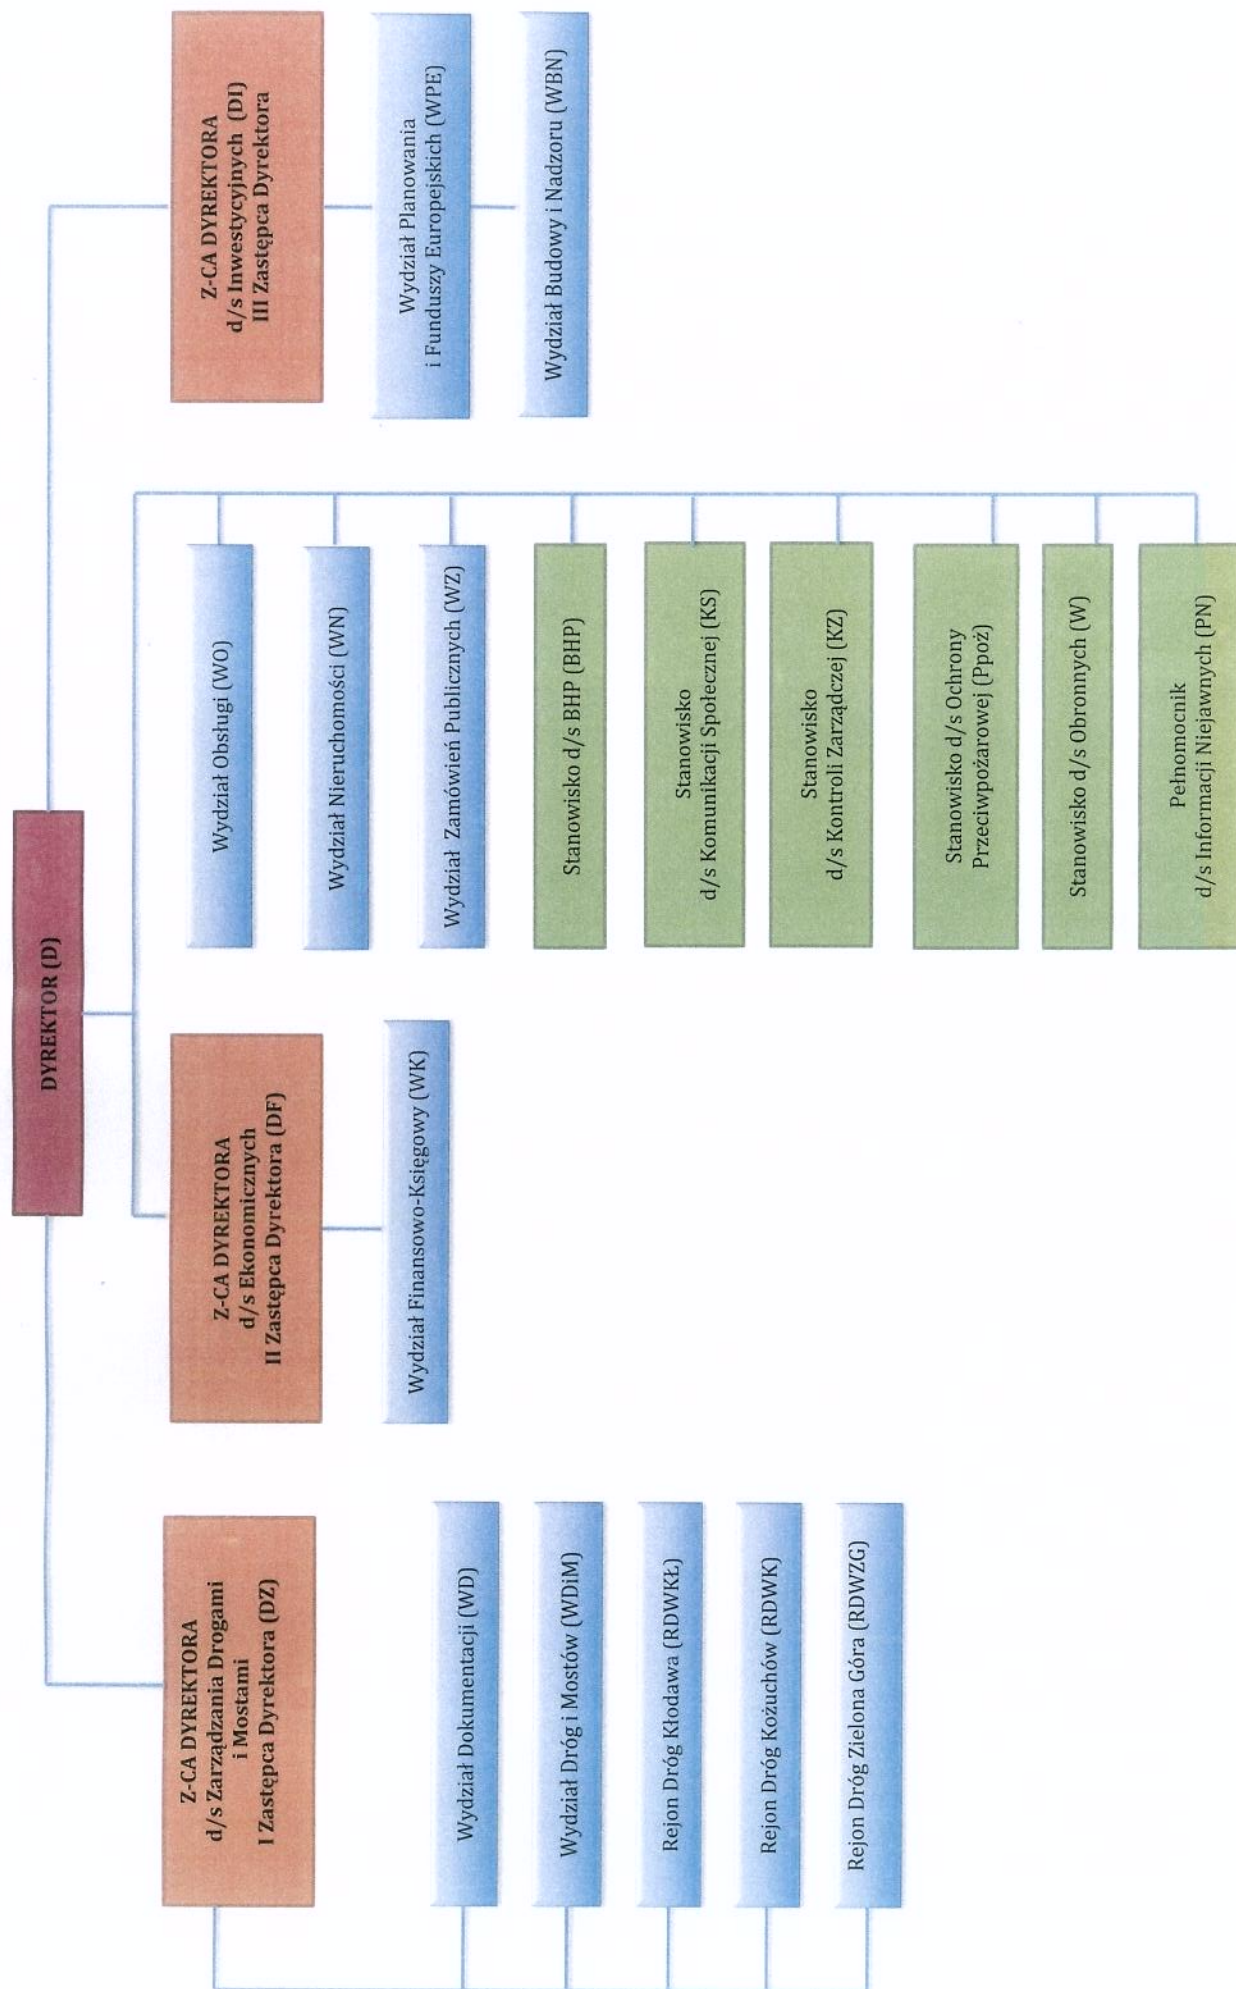 DYREKTOR (D)
Z-CA DYREKTORA
d/s Zarządzania Drogami
i Mostami
I Zastępca Dyrektora (DZ)
Wydział Dokumentacji (WD)
Wydział Dróg i Mostów (WDiM)
Rejon Dróg Kłodawa (RDWKŁ)
Rejon Dróg Kożuchów (RDWK)
Rejon Dróg Zielona Góra (RDWZG)
Z-CA DYREKTORA
d/s Ekonomicznych
II Zastępca Dyrektora (DF)
Wydział Finansowo-Księgowy (WK)
Wydział Obsługi (WO)
Wydział Nieruchomości (WN)
Wydział Zamówień Publicznych (WZ)
Stanowisko d/s BHP (BHP)
Stanowisko
d/s Komunikacji Społecznej (KS)
Stanowisko
d/s Kontroli Zarządczej (KZ)
Stanowisko d/s Ochrony
Przeciwpożarowej (Ppoż)
Stanowisko d/s Obronnych (W)
Pełnomocnik
d/s Informacji Niejawnych (PN)
Z-CA DYREKTORA
d/s Inwestycyjnych (DI)
III Zastępca Dyrektora
Wydział Planowania
i Funduszy Europejskich (WPE)
Wydział Budowy i Nadzoru (WBN)